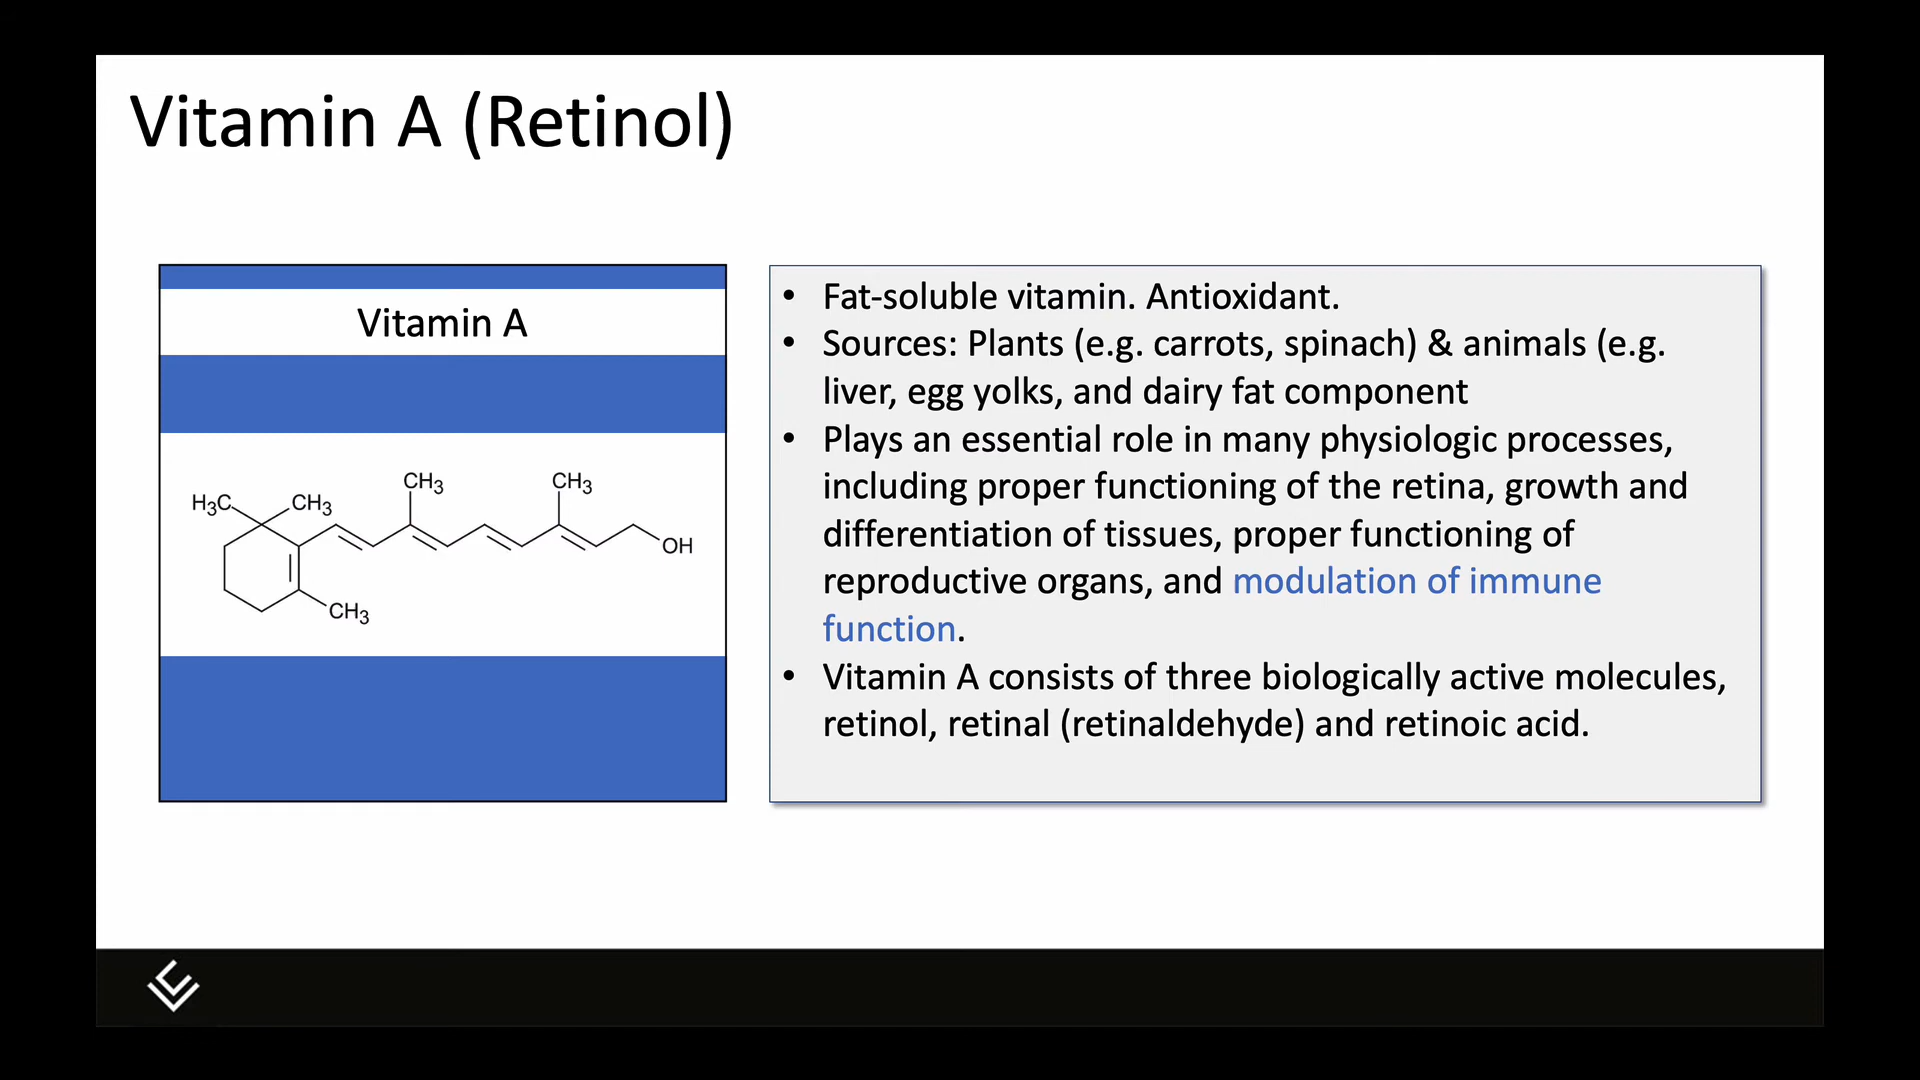 Vitamin A (Retinol)
Vitamin A
H3C
CH3
CH3
CH3
OH
CH3
• Fat-soluble vitamin. Antioxidant.
• Sources: Plants (e.g. carrots, spinach) & animals (e.g.
liver, egg yolks, and dairy fat component
• Plays an essential role in many physiologic processes,
including proper functioning of the retina, growth and
differentiation of tissues, proper functioning of
reproductive organs, and modulation of immune
function.
• Vitamin A consists of three biologically active molecules,
retinol, retinal (retinaldehyde) and retinoic acid.